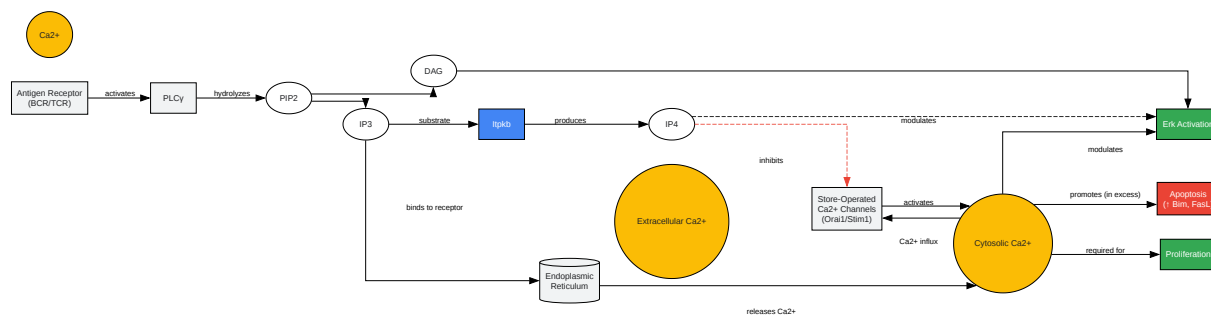 Ca2+
DAG
Antigen Receptor
(BCR/TCR)
activates
PLCγ
hydrolyzes
PIP2
IP3
substrate
Itpkb
produces
IP4
modulates
Erk Activation
modulates
inhibits
Store-Operated
Ca2+ Channels
(Orai1/Stim1)
activates
promotes (in excess)
Apoptosis
(↑ Bim, FasL
binds to receptor
Extracellular Ca2+
Ca2+ influx
Cytosolic Ca2+
required for
Proliferation
Endoplasmic
Reticulum
releases Ca2+